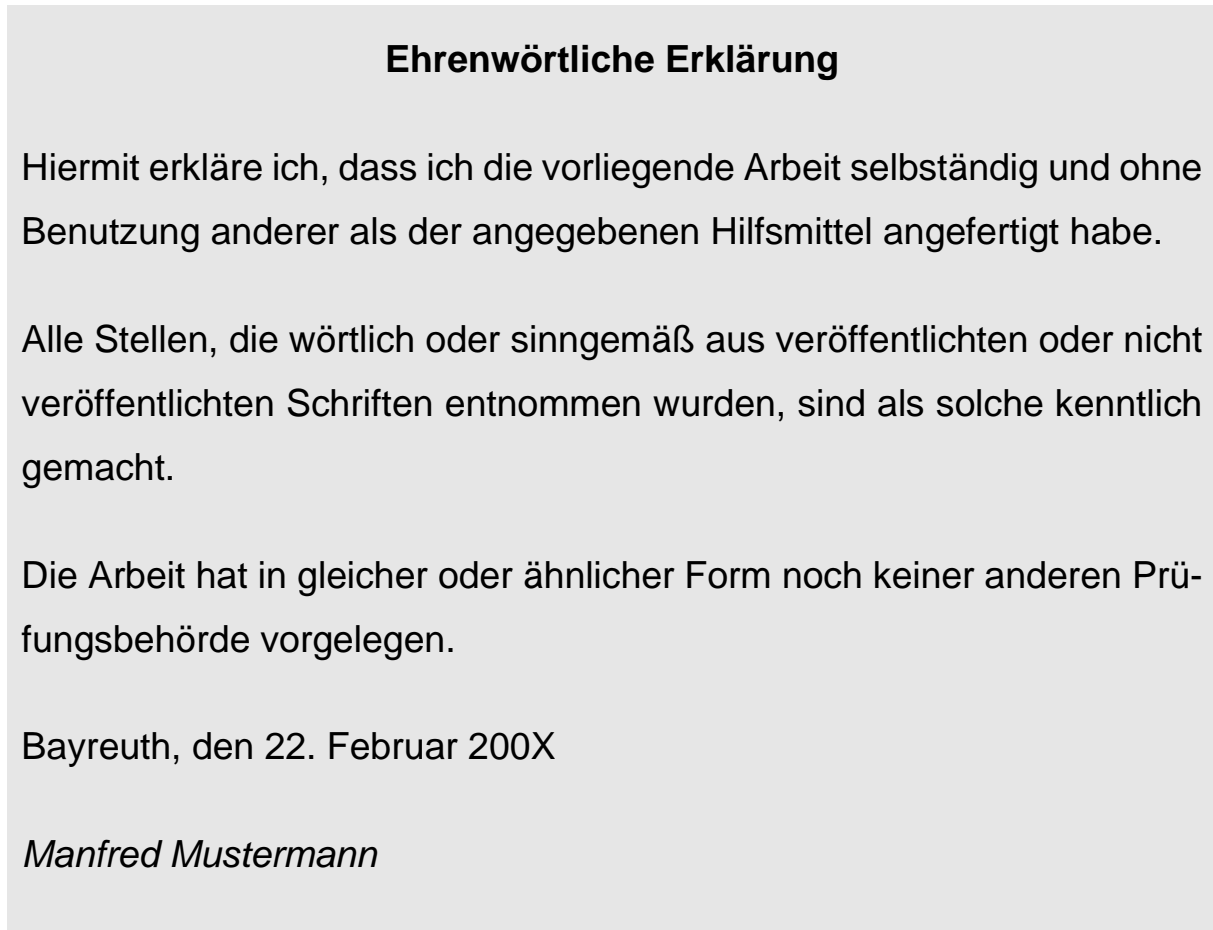 Ehrenwörtliche Erklärung
Hiermit erkläre ich, dass ich die vorliegende Arbeit selbständig und ohne
Benutzung anderer als der angegebenen Hilfsmittel angefertigt habe.
Alle Stellen, die wörtlich oder sinngemäß aus veröffentlichten oder nicht
veröffentlichten Schriften entnommen wurden, sind als solche kenntlich
gemacht.
Die Arbeit hat in gleicher oder ähnlicher Form noch keiner anderen Prü-
fungsbehörde vorgelegen.
Bayreuth, den 22. Februar 200X
Manfred Mustermann